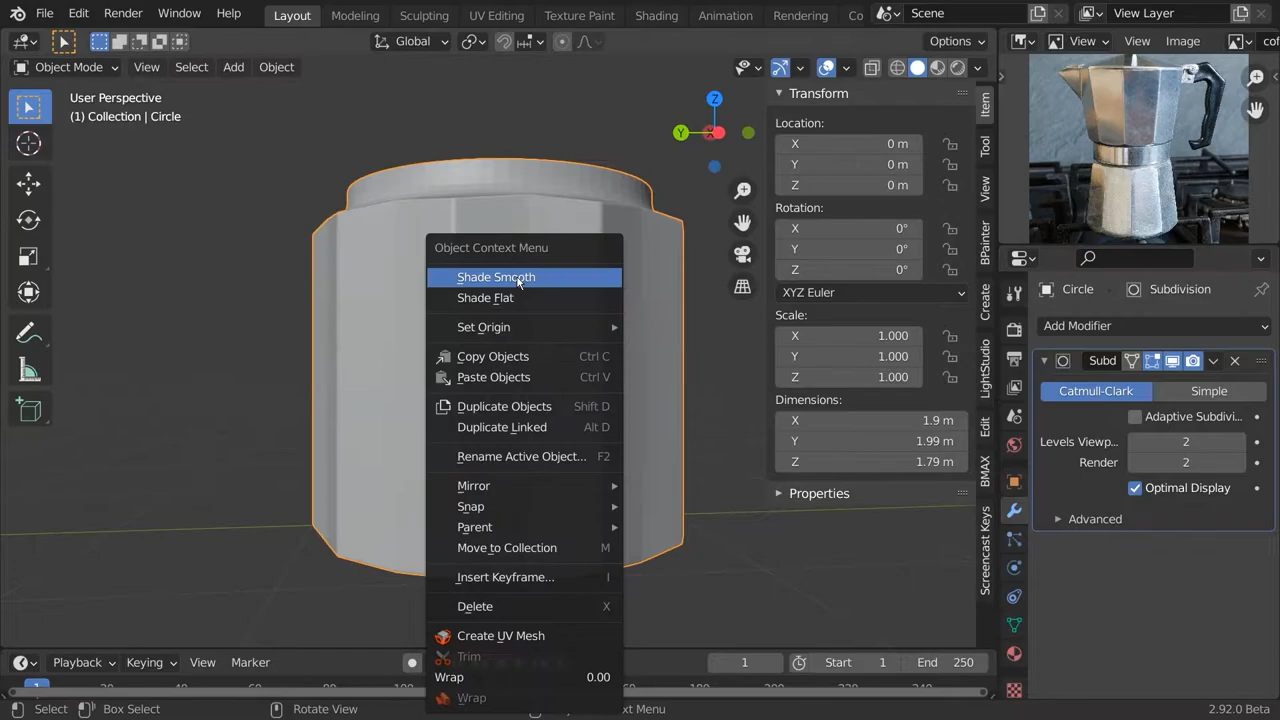 File Edit Render Window Help Layout Modeling Sculpting UV Editing Texture Paint Shading Animation Rendering Co Scene View Layer
Global Options View View Image cof
Object Mode View Select Add Object
User Perspective
(1) Collection | Circle
Z
Y
X
Transform
Location:
X 0 m
Y 0 m
Z 0 m
Rotation:
X 0°
Y 0°
Z 0°
XYZ Euler
Scale:
X 1.000
Y 1.000
Z 1.000
Dimensions:
X 1.9 m
Y 1.99 m
Z 1.79 m
Properties
Item
Tool
View
BPainter
Create
LightStudio
Edit
BMAX
Screencast Keys
Object Context Menu
Shade Smooth
Shade Flat
Set Origin
Copy Objects Ctrl C
Paste Objects Ctrl V
Duplicate Objects Shift D
Duplicate Linked Alt D
Rename Active Object... F2
Mirror
Snap
Parent
Move to Collection M
Insert Keyframe... I
Delete X
Create UV Mesh
Trim
Wrap 0.00
Wrap
Circle Subdivision
Add Modifier
Subd
Catmull-Clark Simple
Adaptive Subdivi...
Levels Viewp... 2
Render 2
Optimal Display
Advanced
Playback Keying View Marker 1 Start 1 End 250
1
Select Box Select Rotate View Context Menu 2.92.0 Beta